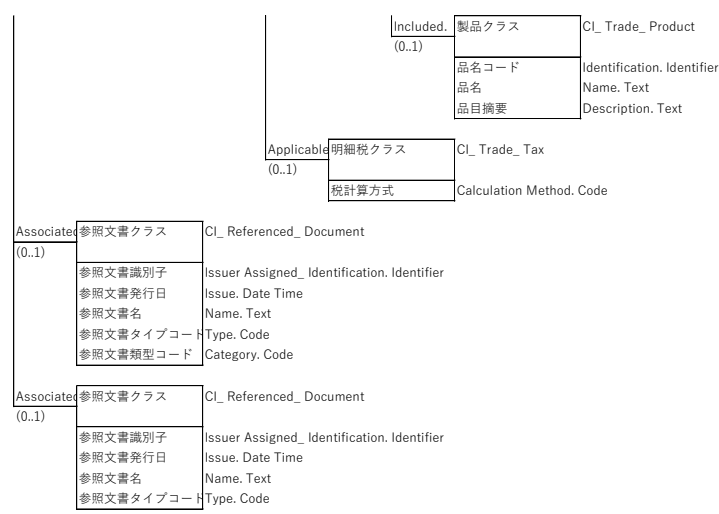 Included. 製品クラス CI_ Trade_ Product
(0..1)
品名コード Identification. Identifier
品名 Name. Text
品目摘要 Description. Text
Applicable 明細税クラス CI_ Trade_ Tax
(0..1)
税計算方式 Calculation Method. Code
Associated 参照文書クラス CI_ Referenced_ Document
(0..1)
参照文書識別子 Issuer Assigned_ Identification. Identifier
参照文書発行日 Issue. Date Time
参照文書名 Name. Text
参照文書タイプコード Type. Code
参照文書類型コード Category. Code
Associated 参照文書クラス CI_ Referenced_ Document
(0..1)
参照文書識別子 Issuer Assigned_ Identification. Identifier
参照文書発行日 Issue. Date Time
参照文書名 Name. Text
参照文書タイプコード Type. Code